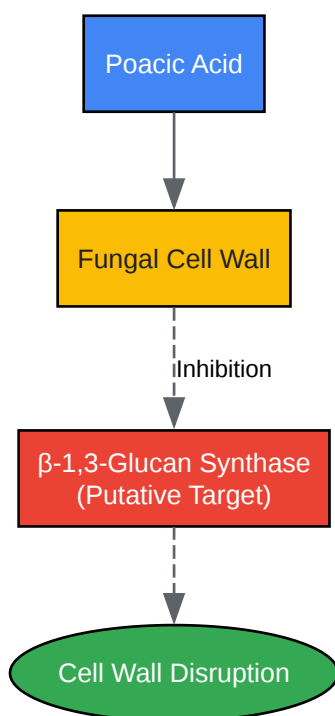 Poacic Acid
Fungal Cell Wall
Inhibition
β-1,3-Glucan Synthase
(Putative Target)
Cell Wall Disruption